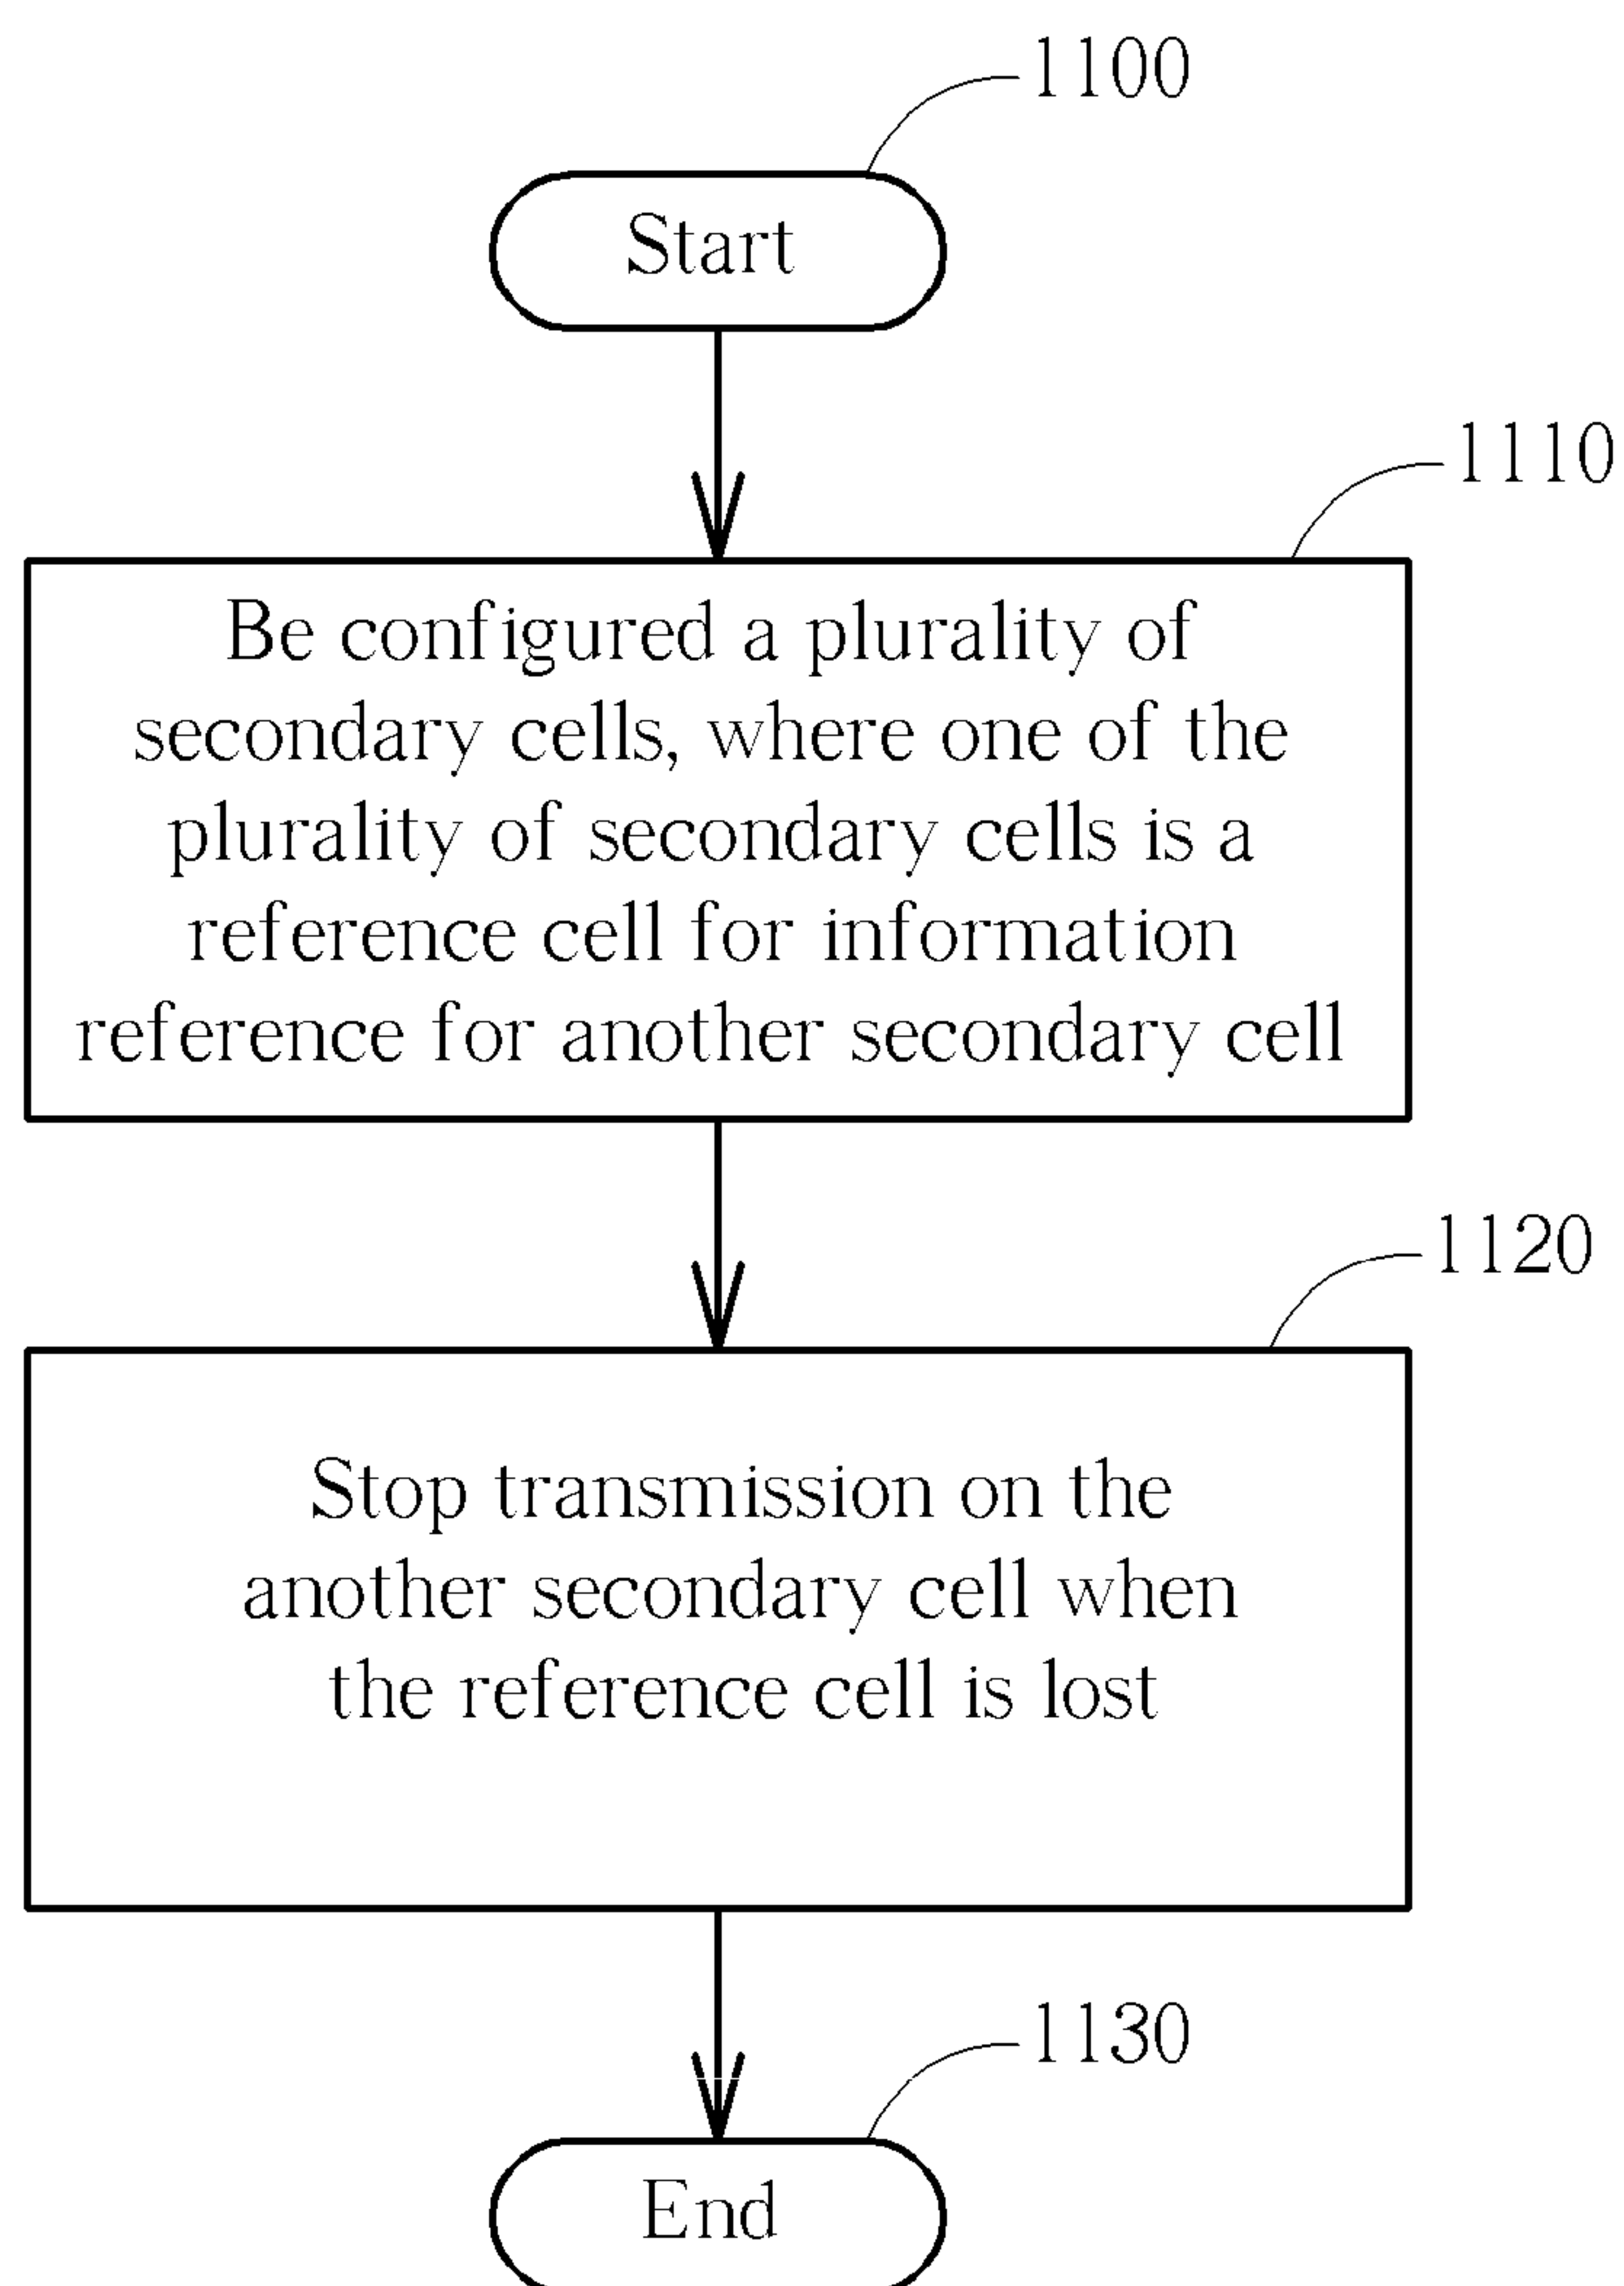 1100
Start
1110
Be configured a plurality of
secondary cells, where one of the
plurality of secondary cells is a
reference cell for information
reference for another secondary cell
1120
Stop transmission on the
another secondary cell when
the reference cell is lost
1130
End